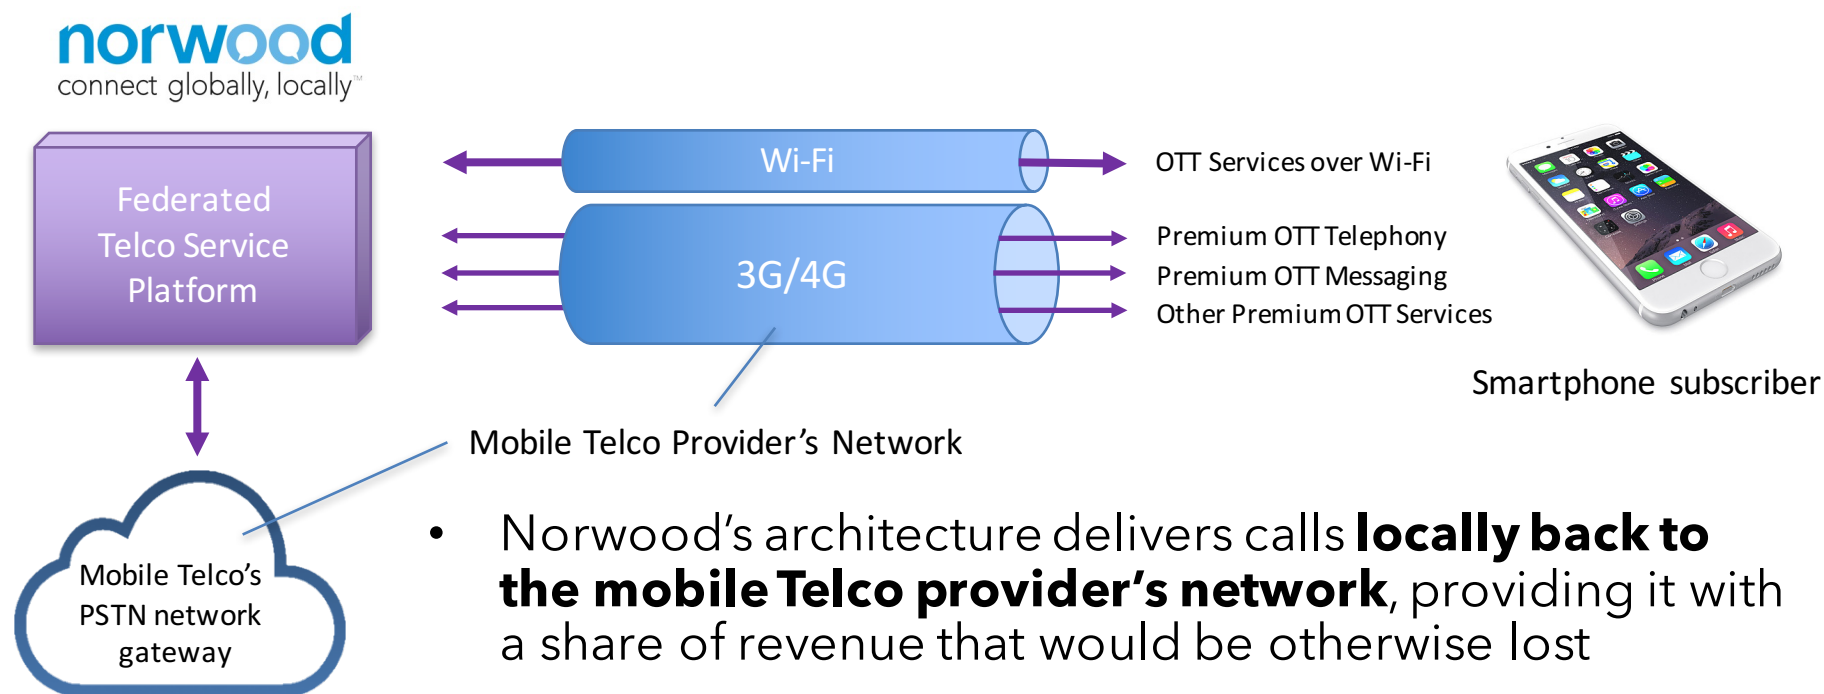 norwood
connect globally, locally™
Federated
Telco Service
Platform
Wi-Fi
OTT Services over Wi-Fi
3G/4G
Premium OTT Telephony
Premium OTT Messaging
Other Premium OTT Services
Smartphone subscriber
Mobile Telco Provider’s Network
Mobile Telco’s
PSTN network
gateway
• Norwood’s architecture delivers calls locally back to
the mobile Telco provider’s network, providing it with
a share of revenue that would be otherwise lost